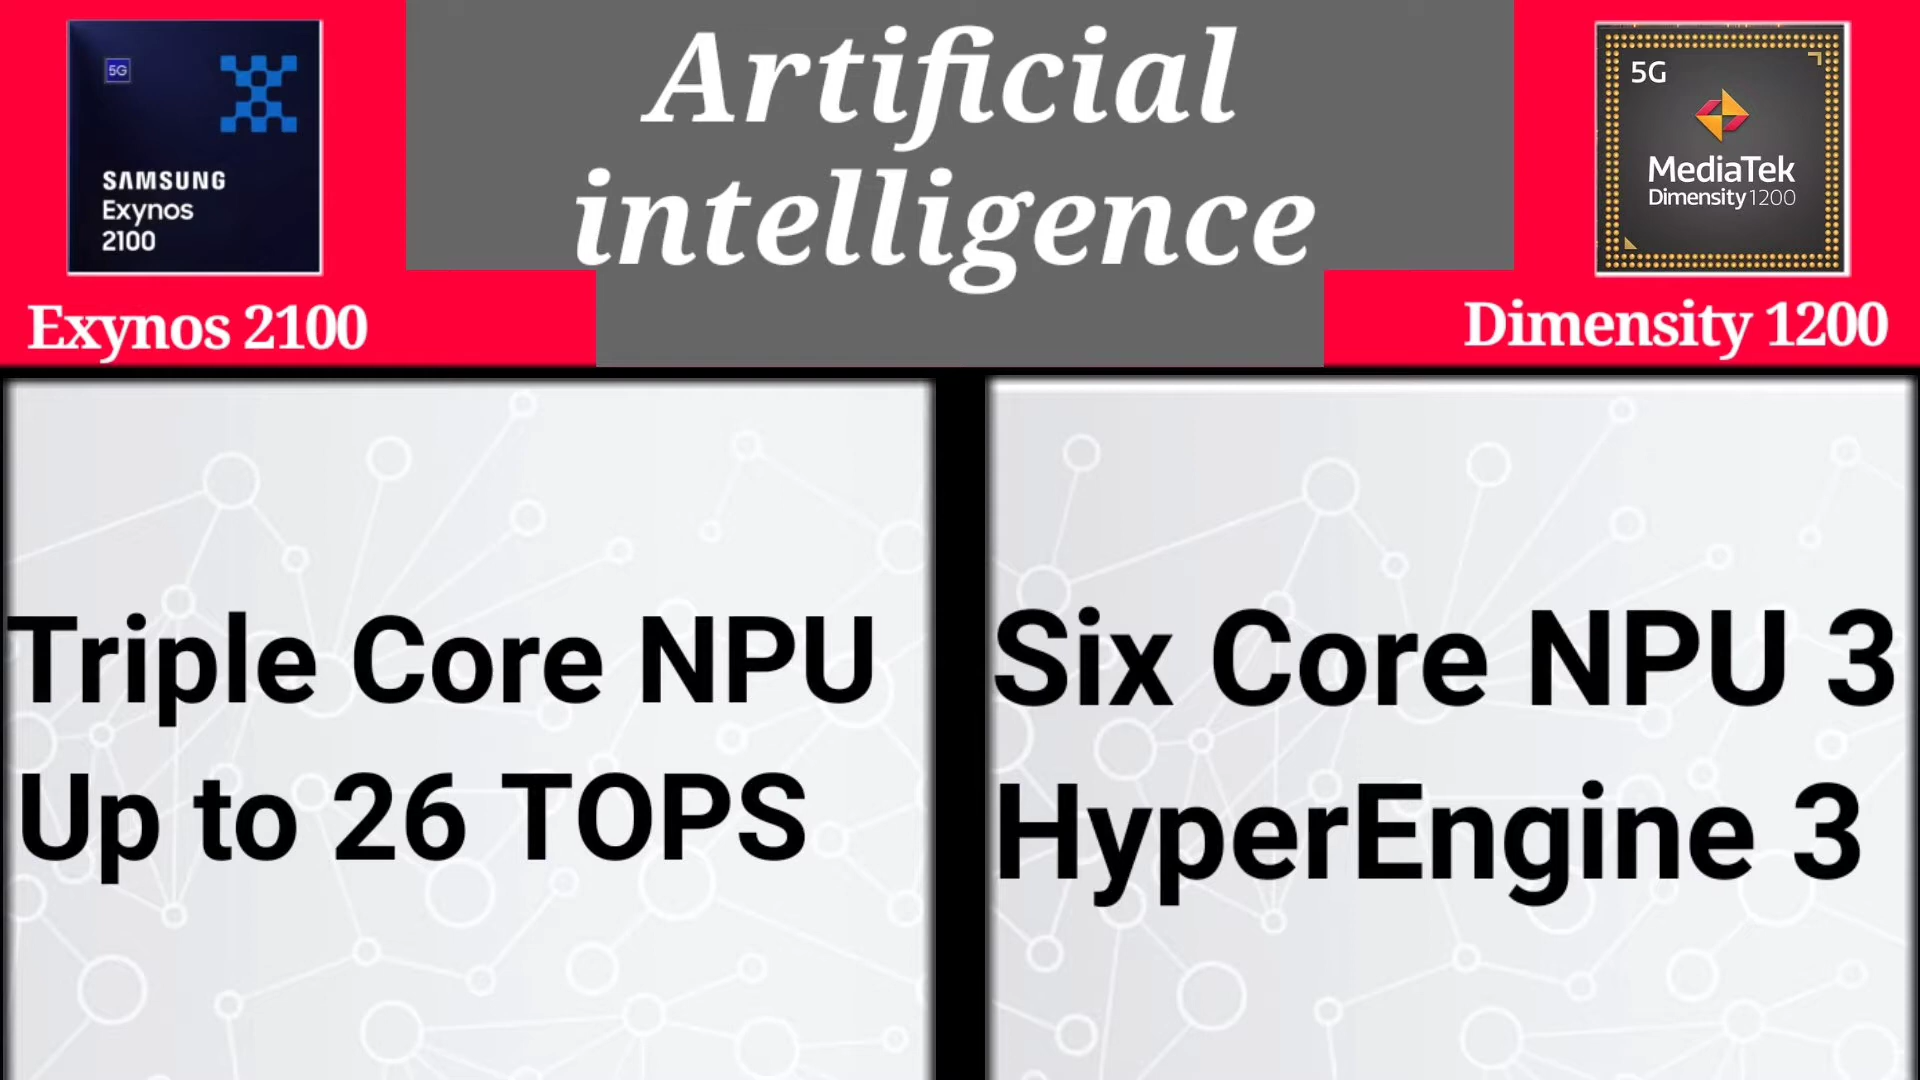 5G
SAMSUNG
Exynos
2100
Exynos 2100
Artificial
intelligence
5G
MediaTek
Dimensity 1200
Dimensity 1200
Triple Core NPU
Up to 26 TOPS
Six Core NPU 3
HyperEngine 3